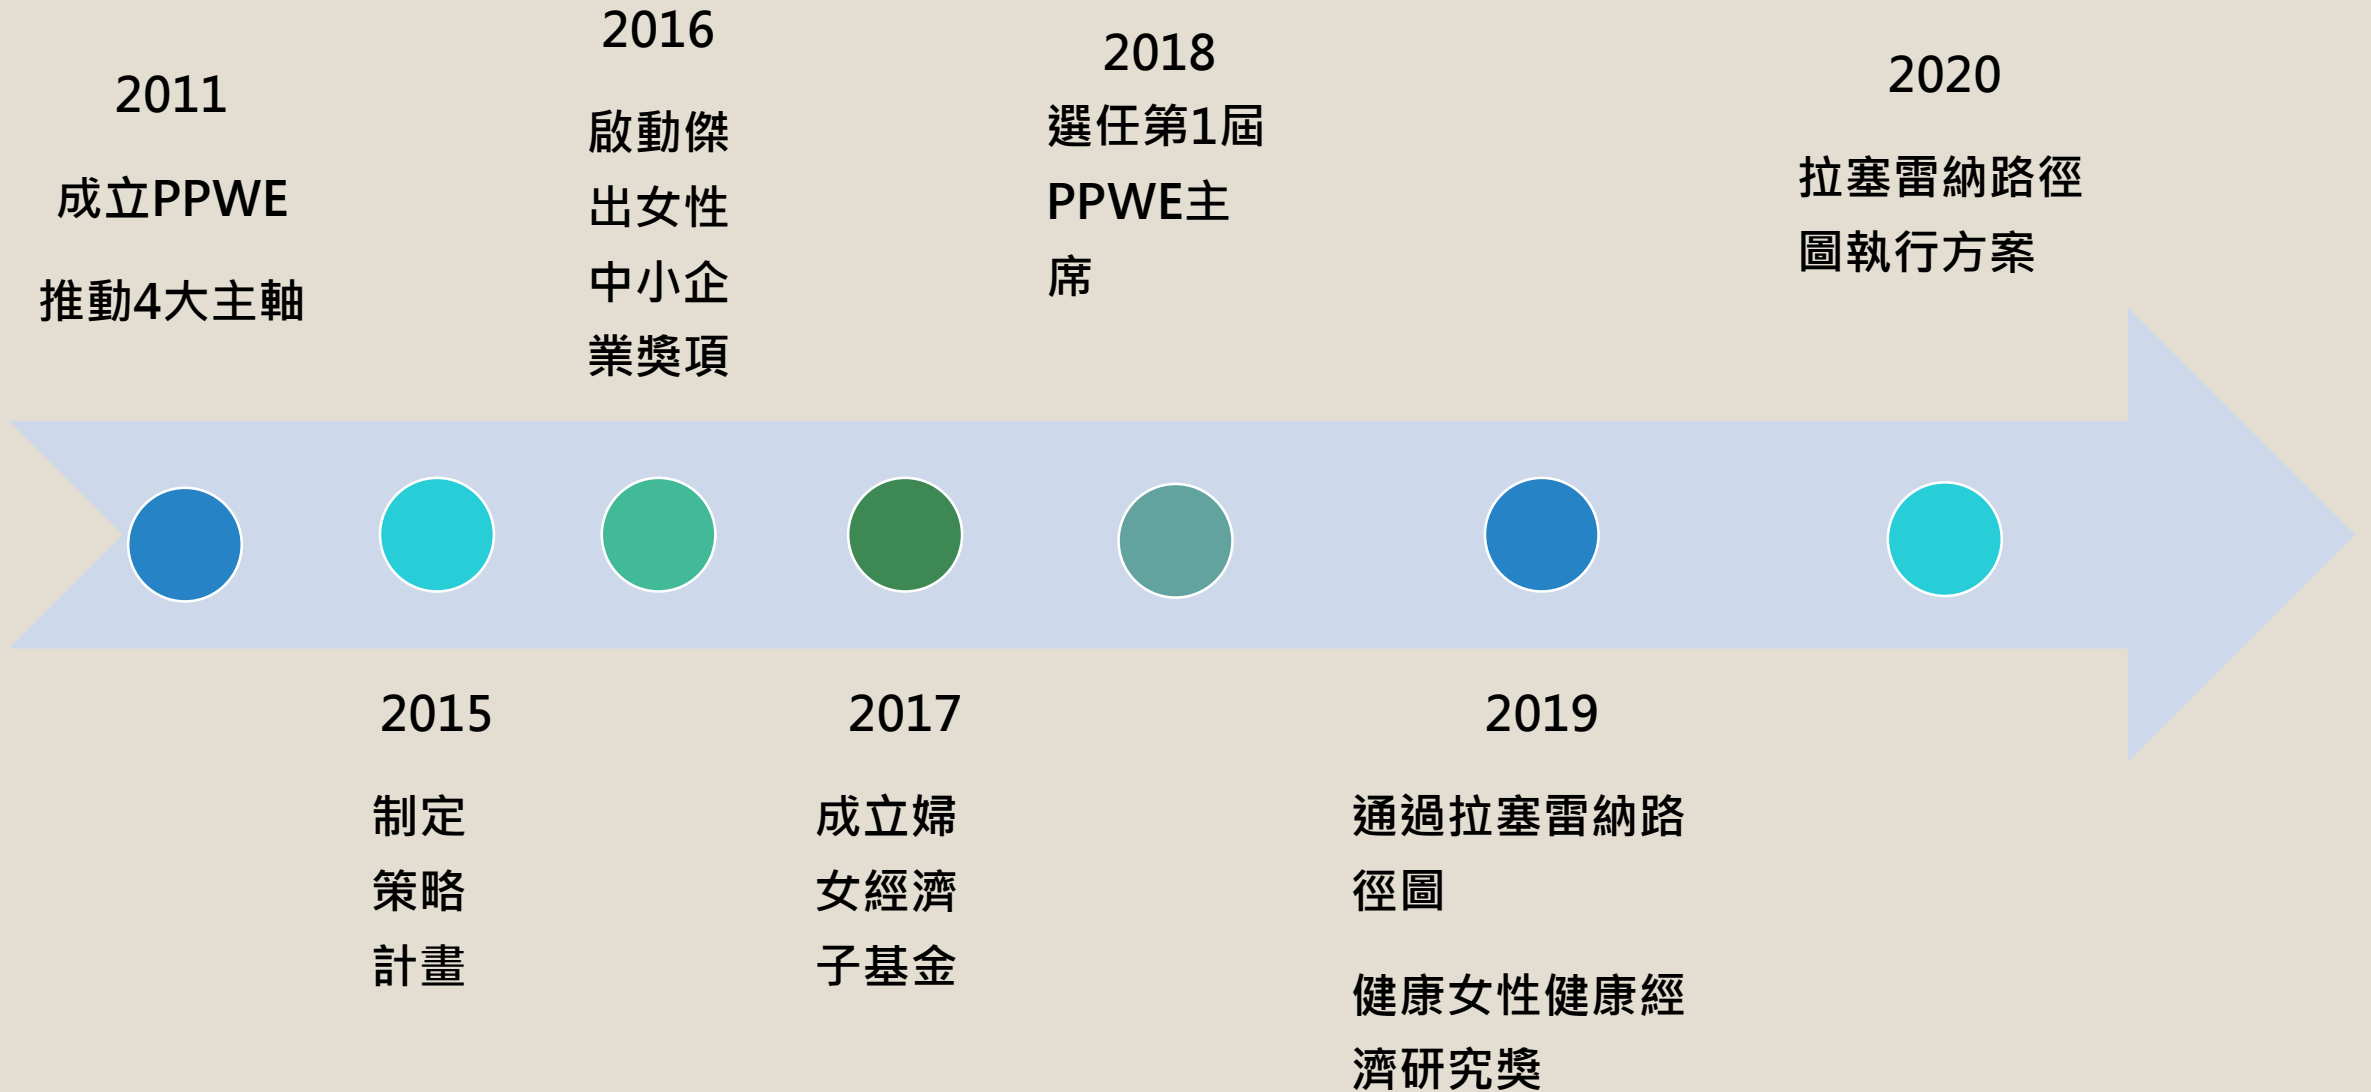 2011
成立PPWE
推動4大主軸
2015
制定
策略
計畫
2016
啟動傑
出女性
中小企
業獎項
2017
成立婦
女經濟
子基金
2018
選任第1屆
PPWE主
席
2019
通過拉塞雷納路
徑圖
健康女性健康經
濟研究獎
2020
拉塞雷納路徑
圖執行方案